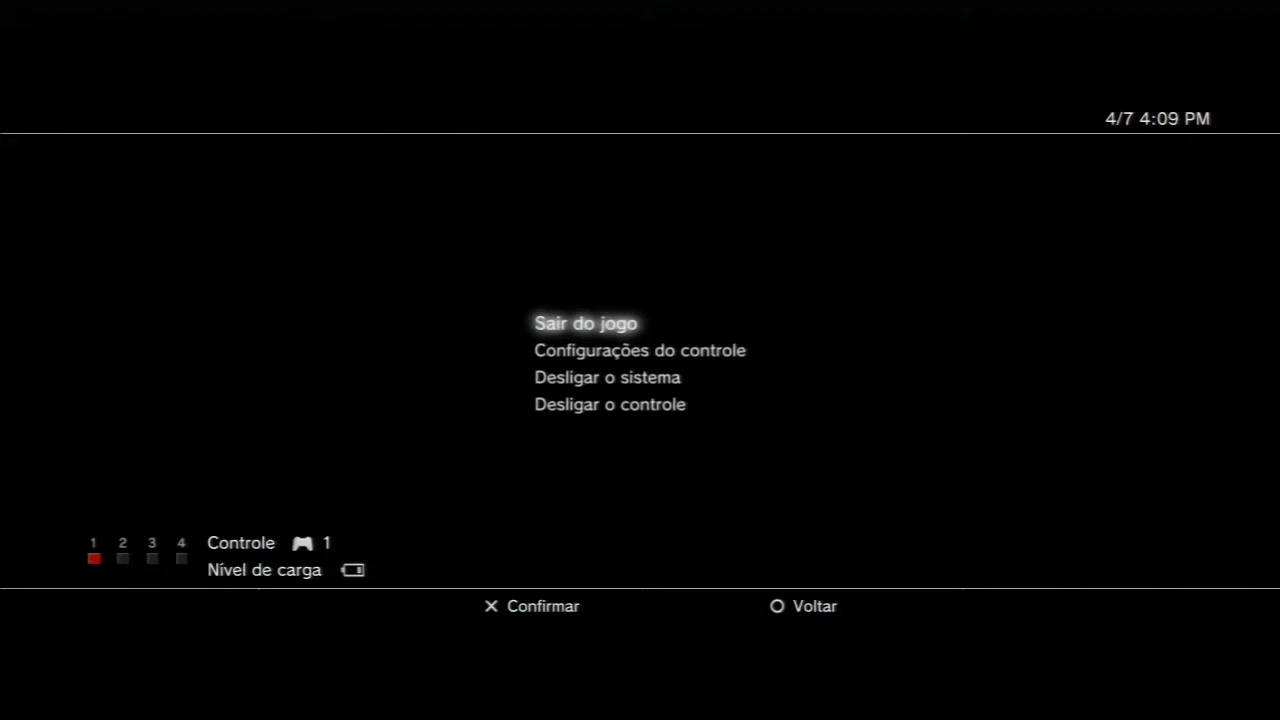 4/7 4:09 PM
Sair do jogo
Configurações do controle
Desligar o sistema
Desligar o controle
1 2 3 4
Controle 1
Nível de carga
Confirmar
Voltar